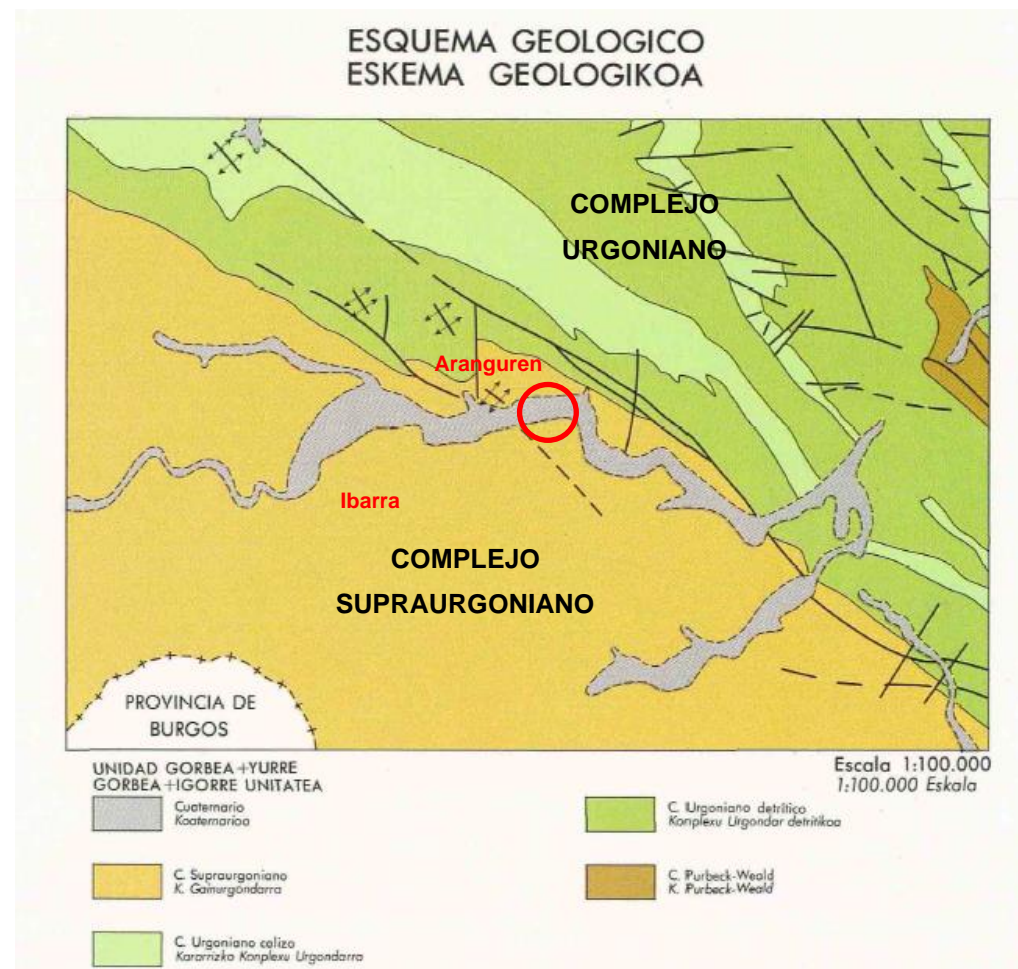 ESQUEMA GEOLOGICO
ESKEMA GEOLOGIKOA
COMPLEJO
URGONIANO
Aranguren
Ibarra
COMPLEJO
SUPRAURGONIANO
PROVINCIA DE
BURGOS
UNIDAD GORBEA+YURRE
GORBEA+IGORRE UNITATEA
Escala 1:100.000
1:100.000 Eskala
Cuaternario
Koaternarioa
C. Supraurgoniano
K. Gainurgondarra
C. Urgoniano calizo
Kararrizko Konplexu Urgondarra
C. Urgoniano detrítico
Konplexu Urgondar detritikoa
C. Purbeck-Weald
K. Purbeck-Weald